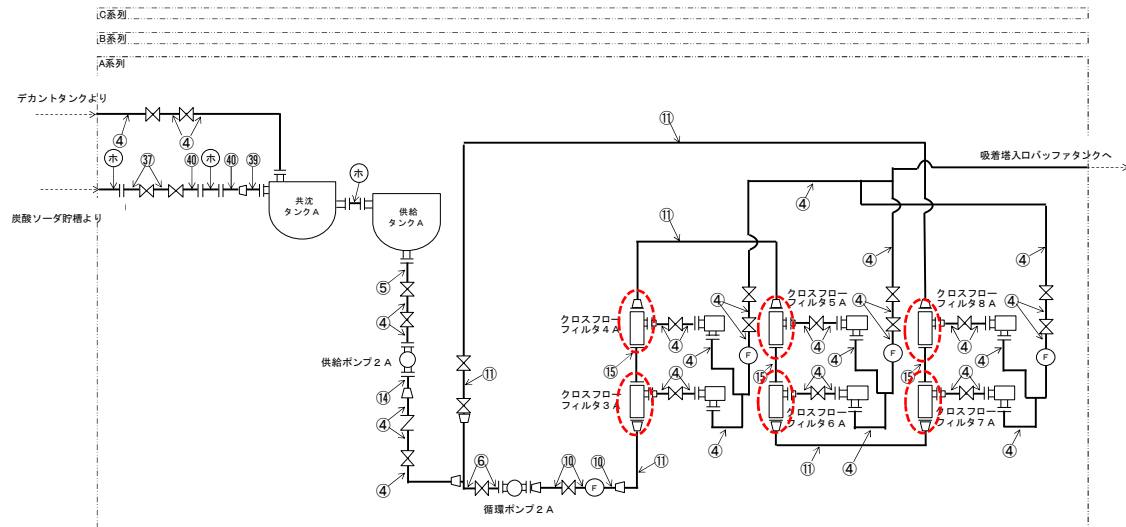 C系列
B系列
A系列
デカントタンクより
④
④
⑪
吸着塔入口バッファタンクへ
ホ
㊲
㊵
ホ
㊵
㊴
ホ
④
炭酸ソーダ貯槽より
共沈
タンクA
供給
タンクA
⑪
④
④
⑤
④
クロスフロー
フィルタ4A
④
クロスフロー
フィルタ5A
④
クロスフロー
フィルタ8A
④
④
④
④
供給ポンプ2A
F
F
F
④
④
④
⑮
⑮
⑮
⑪
⑭
④
④
④
クロスフロー
フィルタ3A
クロスフロー
フィルタ6A
クロスフロー
フィルタ7A
④
④
④
④
④
⑥
⑩
⑩
⑪
⑪
F
循環ポンプ2A